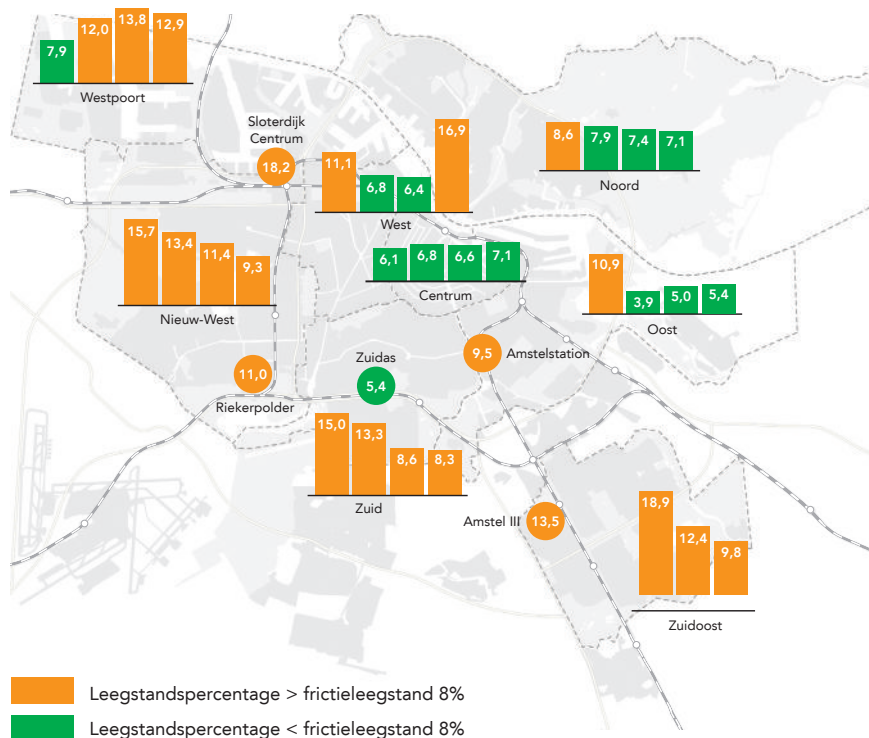 7,9 12,0 13,8 12,9
Westpoort
Sloterdijk
Centrum
18,2
11,1 6,8 6,4 16,9
West
8,6 7,9 7,4 7,1
Noord
15,7 13,4 11,4 9,3
Nieuw-West
6,1 6,8 6,6 7,1
Centrum
10,9 3,9 5,0 5,4
Oost
11,0
Riekerpolder
Zuidas
5,4
9,5 Amstelstation
15,0 13,3 8,6 8,3
Zuid
Amstel III 13,5
18,9 12,4 9,8
Zuidoost
Leegstandspercentage > frictieleegstand 8%
Leegstandspercentage < frictieleegstand 8%